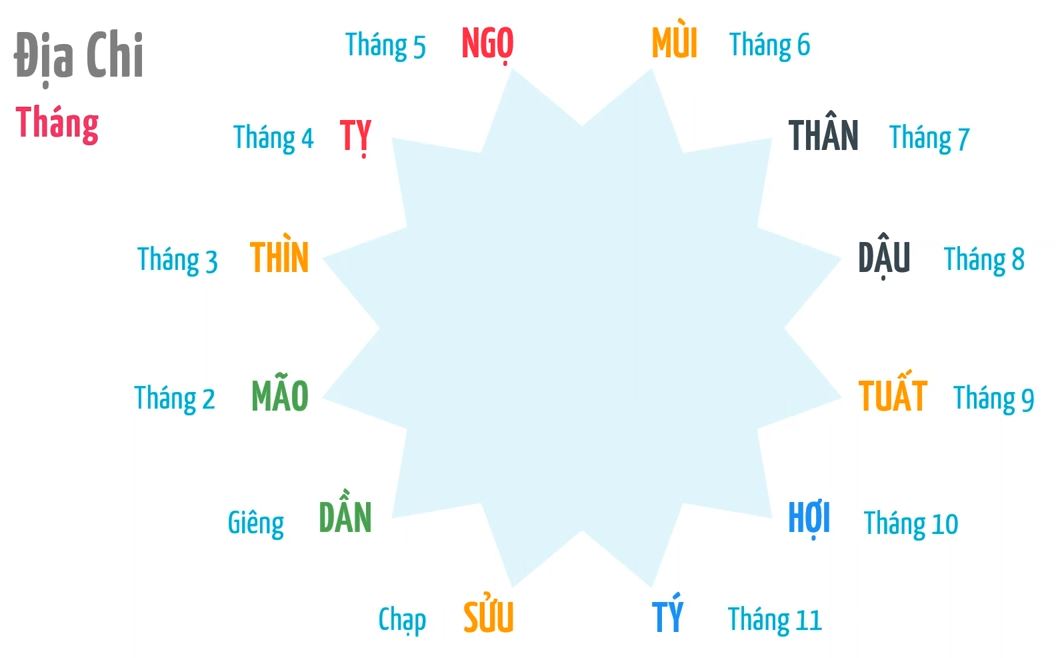 Địa Chi
Tháng
Tháng 5 NGỌ MÙI Tháng 6
Tháng 4 TỴ THÂN Tháng 7
Tháng 3 THÌN DẬU Tháng 8
Tháng 2 MÃO TUẤT Tháng 9
Giêng DẦN HỢI Tháng 10
Chạp SỬU TÝ Tháng 11